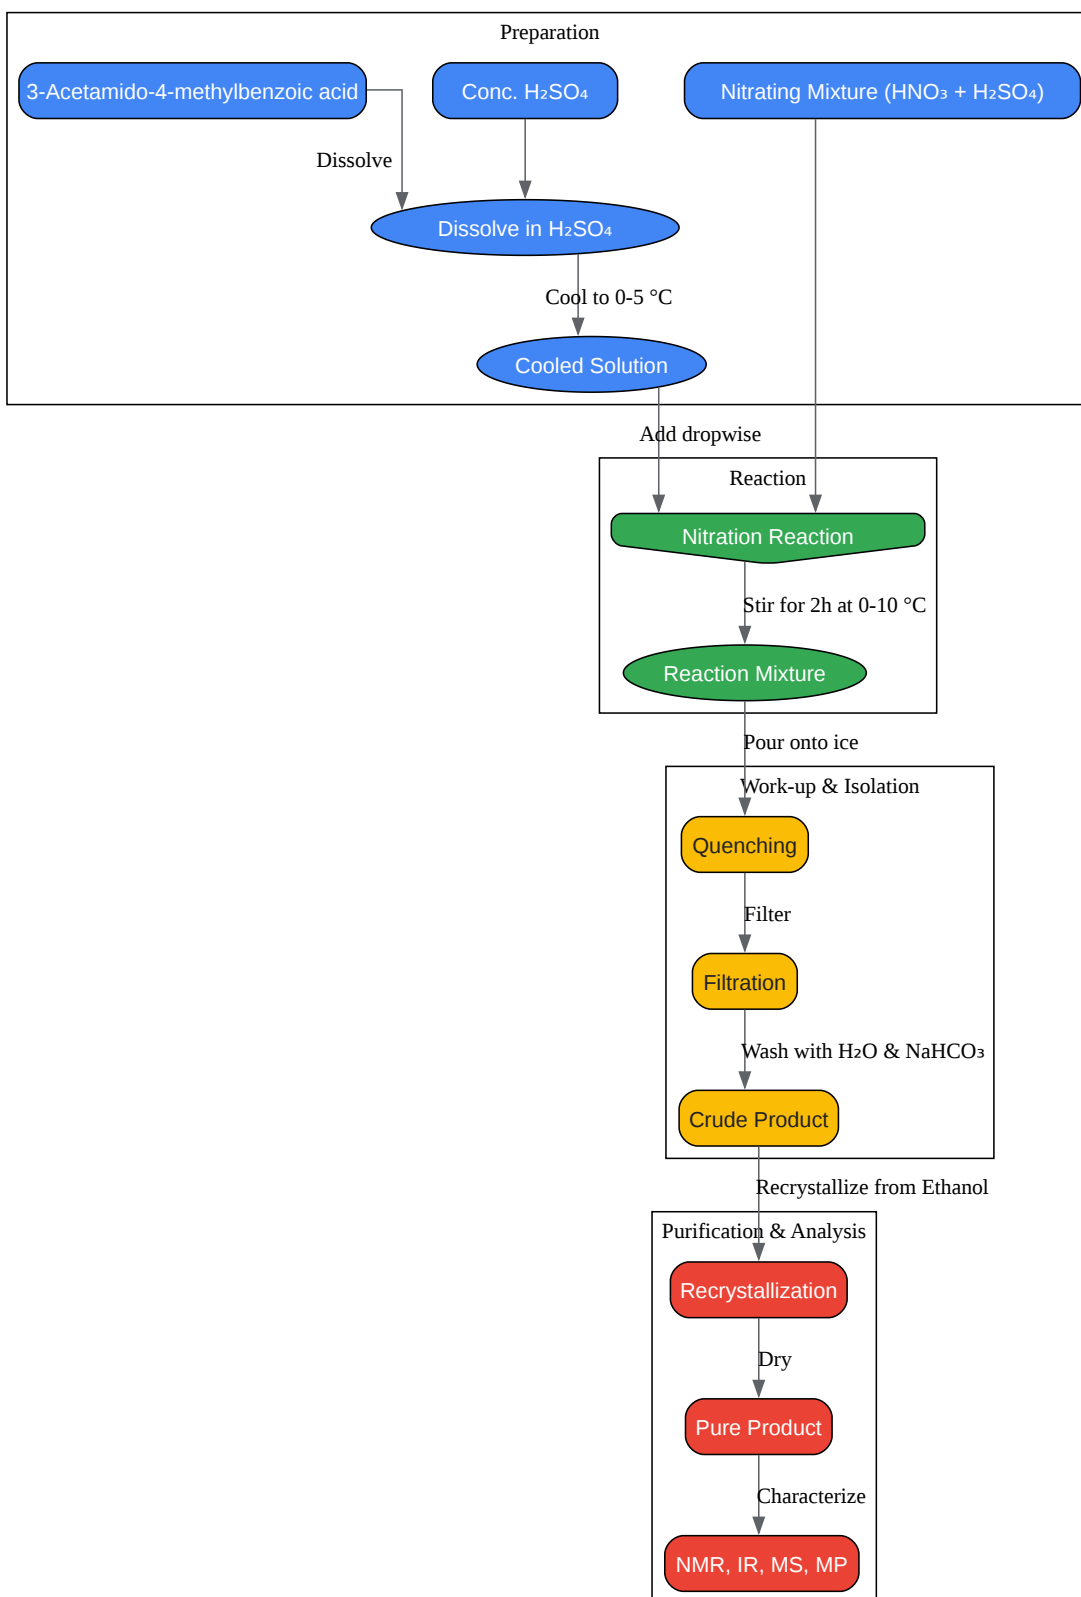 Preparation
3-Acetamido-4-methylbenzoic acid
Conc. H₂SO₄
Nitrating Mixture (HNO₃ + H₂SO₄)
Dissolve
Dissolve in H₂SO₄
Cool to 0-5 °C
Cooled Solution
Add dropwise
Reaction
Nitration Reaction
Stir for 2h at 0-10 °C
Reaction Mixture
Pour onto ice
Work-up & Isolation
Quenching
Filter
Filtration
Wash with H₂O & NaHCO₃
Crude Product
Recrystallize from Ethanol
Purification & Analysis
Recrystallization
Dry
Pure Product
Characterize
NMR, IR, MS, MP